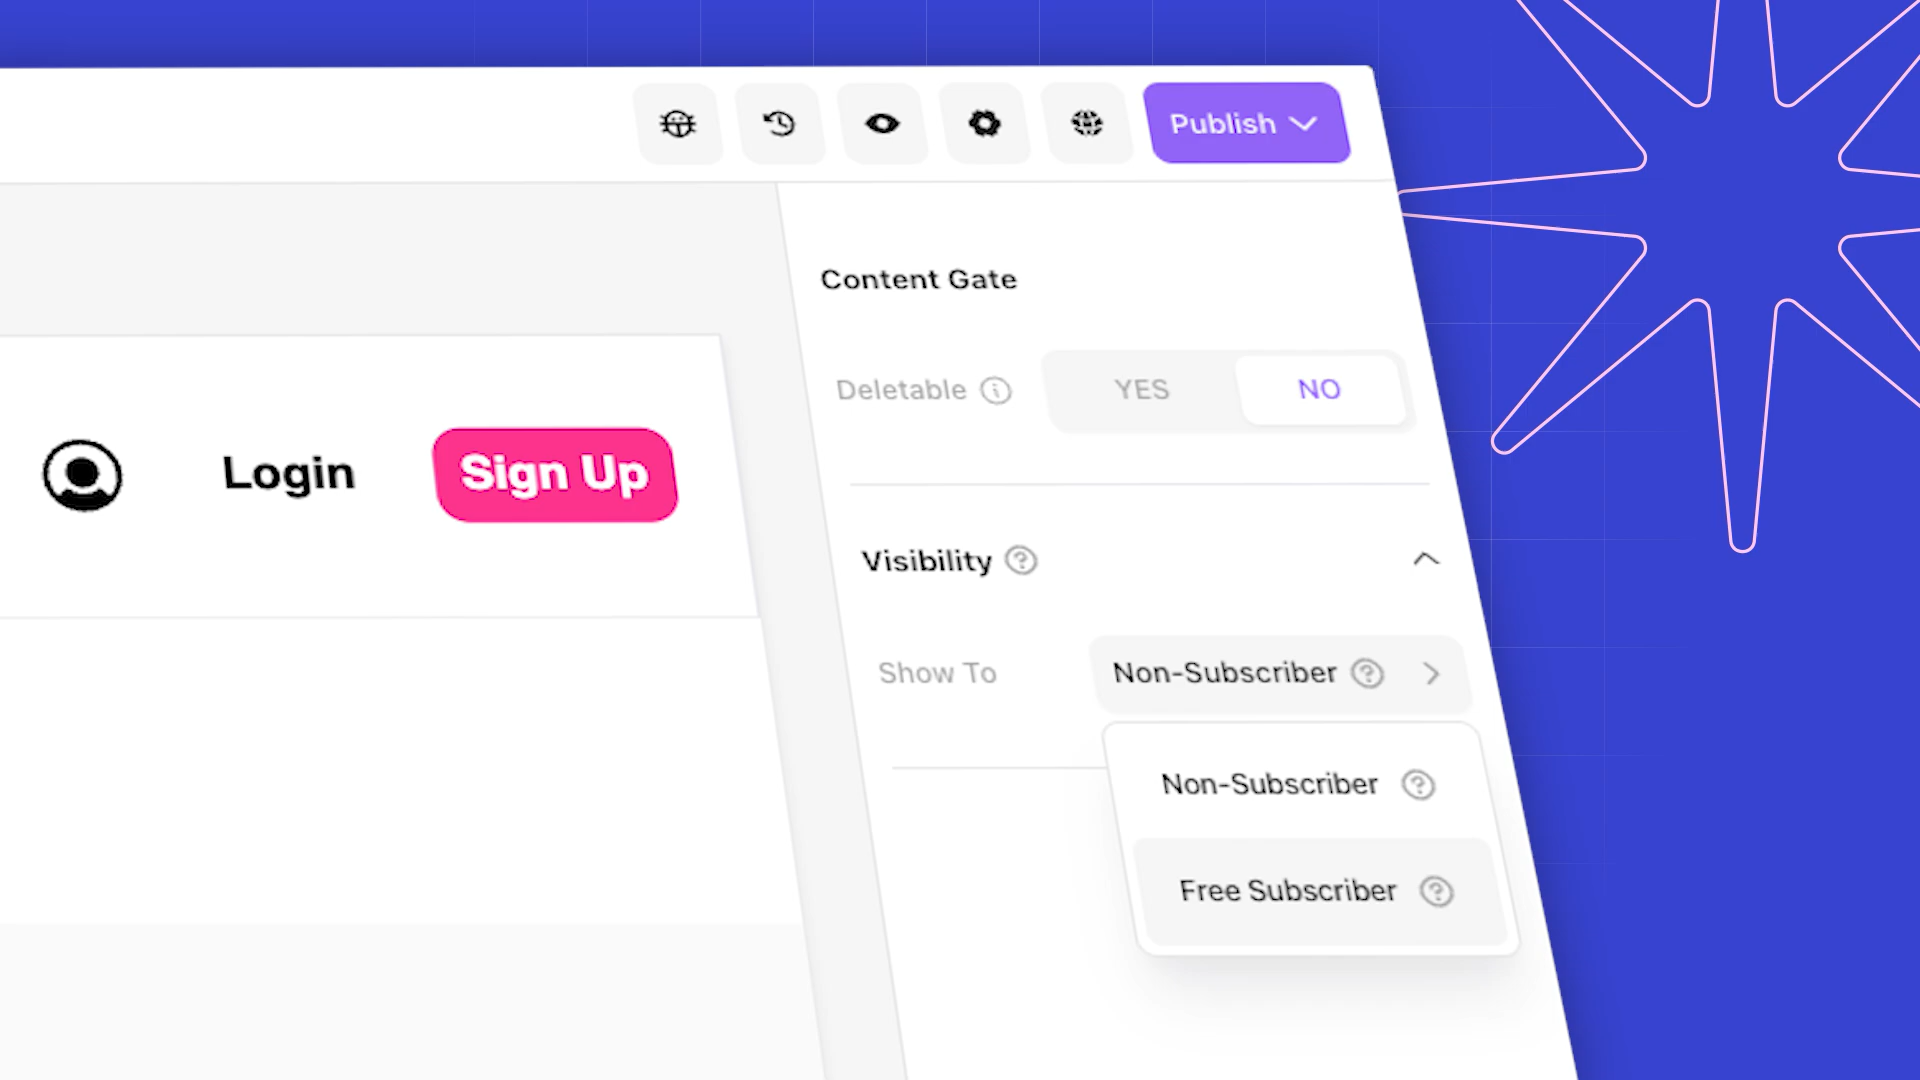 Publish
Content Gate
Deletable YES NO
Login Sign Up
Visibility
Show To Non-Subscriber
Non-Subscriber
Free Subscriber